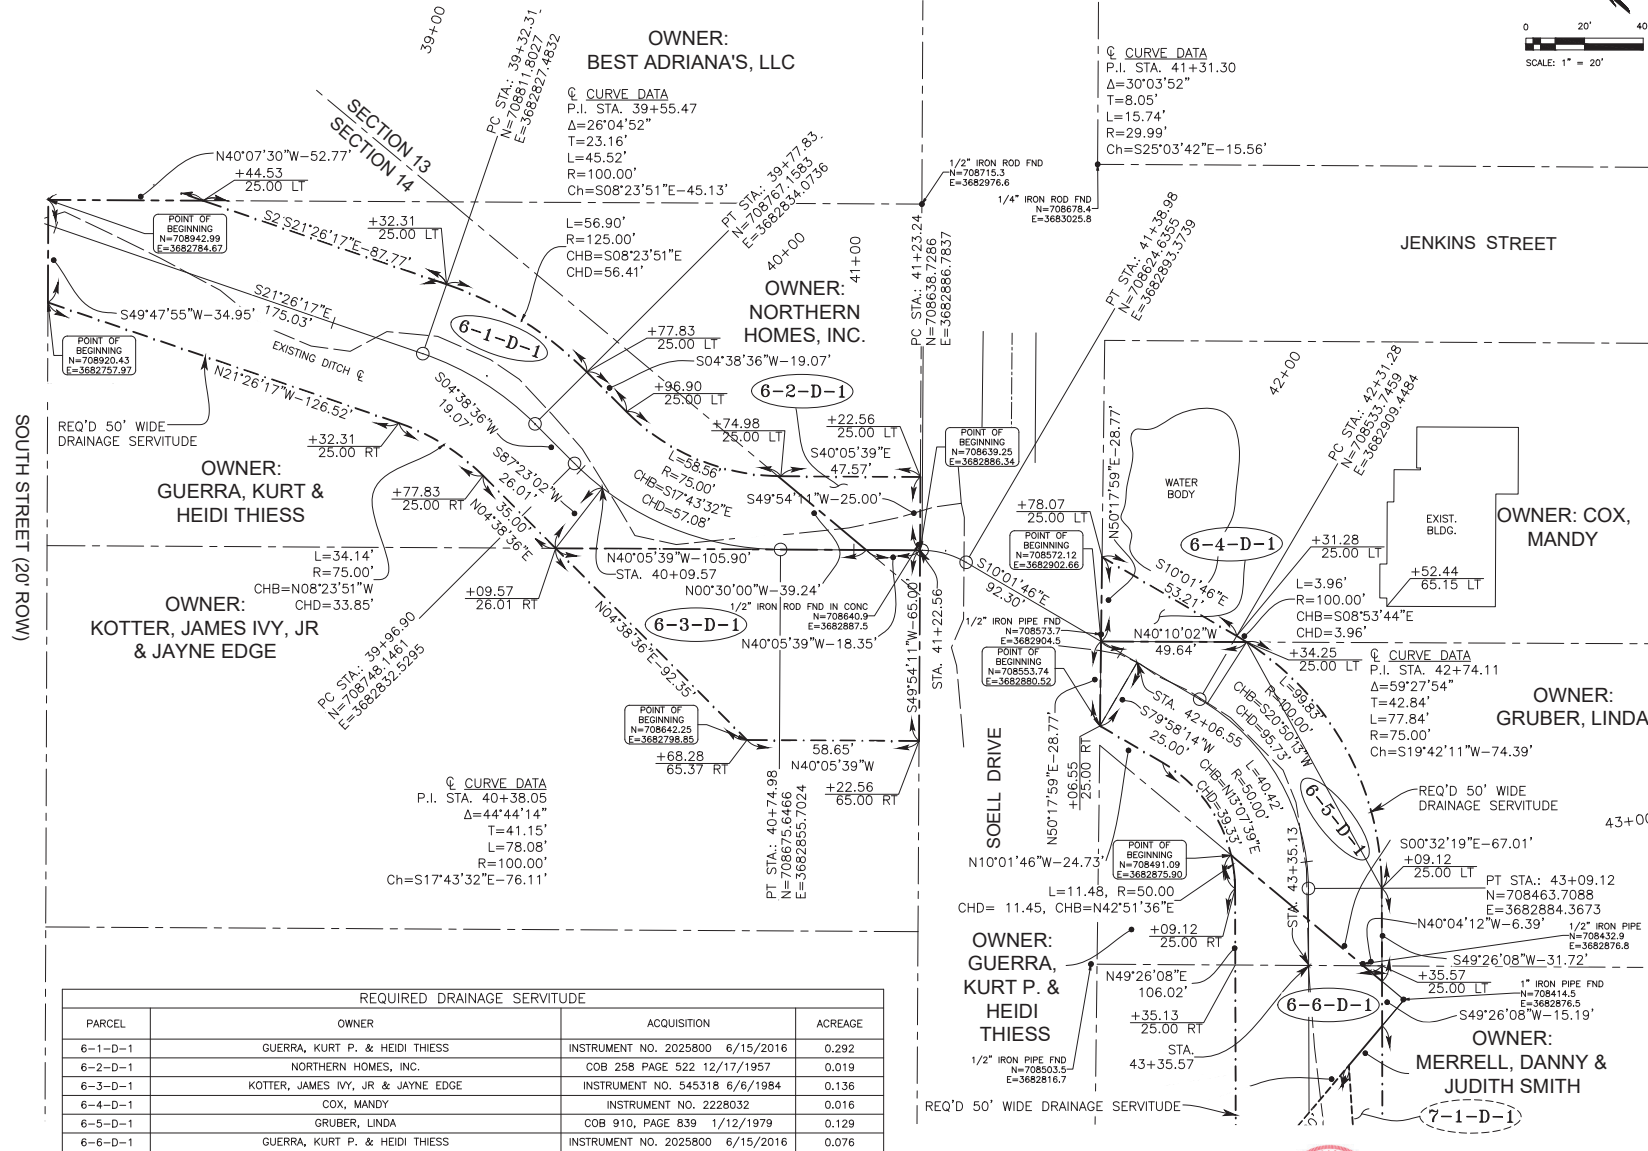 39+00
PC STA.: 39+32.31
N=708811.8027
E=3682827.4832
OWNER:
BEST ADRIANA'S, LLC
℄ CURVE DATA
P.I. STA. 39+55.47
Δ=26°04'52"
T=23.16'
L=45.52'
R=100.00'
Ch=S08°23'51"E-45.13'
℄ CURVE DATA
P.I. STA. 41+31.30
Δ=30°03'52"
T=8.05'
L=15.74'
R=29.99'
Ch=S25°03'42"E-15.56'
0 20' 40
SCALE: 1" = 20'
SECTION 13
SECTION 14
N40°07'30"W-52.77'
+44.53
25.00 LT
POINT OF
BEGINNING
N=708942.99
E=3682784.67
S21°26'17"E-87.77'
+32.31
25.00 LT
L=56.90'
R=125.00'
CHB=S08°23'51"E
CHD=56.41'
PT STA.: 39+77.83
N=708767.1583
E=3682834.0736
40+00
41+00
1/2" IRON ROD FND
N=708715.3
E=3682976.6
1/4" IRON ROD FND
N=708678.4
E=3683025.8
PC STA.: 41+23.24
N=708638.7286
E=3682886.7837
PT STA.: 41+38.98
N=708624.6355
E=3682893.3739
JENKINS STREET
S49°47'55"W-34.95'
S21°26'17"E
175.03'
POINT OF
BEGINNING
N=708920.43
E=3682757.97
EXISTING DITCH ℄
N21°26'17"W-126.52'
6-1-D-1
OWNER:
NORTHERN
HOMES, INC.
+77.83
25.00 LT
S04°38'36"W-19.07'
+96.90
25.00 LT
6-2-D-1
+74.98
25.00 LT
+22.56
25.00 LT
S40°05'39"E
47.57'
POINT OF
BEGINNING
N=708639.25
E=3682886.34
42+00
PC STA.: 42+31.28
N=708533.7459
E=3682909.4484
SOUTH STREET (20' ROW)
REQ'D 50' WIDE
DRAINAGE SERVITUDE
+32.31
25.00 RT
S04°38'36"W
19.07'
S87°23'02"W
26.01'
35.00'
L=58.56'
R=75.00'
CHB=S17°43'32"E
CHD=57.08'
S49°54'11"W-25.00'
N50°17'59"E-28.77'
WATER
BODY
EXIST.
BLDG.
OWNER: COX,
MANDY
OWNER:
GUERRA, KURT &
HEIDI THIESS
+77.83
25.00 RT
N04°38'36"E
+78.07
25.00 LT
POINT OF
BEGINNING
N=708572.12
E=3682902.66
6-4-D-1
+31.28
25.00 LT
+52.44
65.15 LT
S10°01'46"E
53.21'
L=34.14'
R=75.00'
CHB=N08°23'51"W
CHD=33.85'
N40°05'39"W-105.90'
STA. 40+09.57
N00°30'00"W-39.24'
S10°01'46"E
92.30'
L=3.96'
R=100.00'
CHB=S08°53'44"E
CHD=3.96'
OWNER:
KOTTER, JAMES IVY, JR
& JAYNE EDGE
+09.57
26.01 RT
1/2" IRON ROD FND IN CONC
N=708640.9
E=3682887.5
6-3-D-1
N40°05'39"W-18.35'
1/2" IRON PIPE FND
N=708573.7
E=3682904.5
N40°10'02"W
49.64'
+34.25
25.00 LT
PC STA.: 39+96.90
N=708748.1461
E=3682832.5295
N04°38'36"E-92.35'
S49°54'11"W-65.00'
STA. 41+22.56
POINT OF
BEGINNING
N=708553.74
E=3682880.52
STA. 42+06.55
S79°58'14"W
25.00'
L=99.83'
R=100.00'
CHB=S20°50'13"W
CHD=95.73'
℄ CURVE DATA
P.I. STA. 42+74.11
Δ=59°27'54"
T=42.84'
L=77.84'
R=75.00'
Ch=S19°42'11"W-74.39'
OWNER:
GRUBER, LINDA
POINT OF
BEGINNING
N=708642.25
E=3682798.85
+68.28
65.37 RT
58.65'
N40°05'39"W
+22.56
65.00 RT
PT STA.: 40+74.98
N=708675.6466
E=3682855.7024
SOELL DRIVE
N50°17'59"E-28.77'
+06.55
25.00 RT
L=40.42'
R=50.00'
CHB=N13°07'39"E
CHD=39.33'
6-5-D-1
REQ'D 50' WIDE
DRAINAGE SERVITUDE
43+00
℄ CURVE DATA
P.I. STA. 40+38.05
Δ=44°44'14"
T=41.15'
L=78.08'
R=100.00'
Ch=S17°43'32"E-76.11'
N10°01'46"W-24.73'
POINT OF
BEGINNING
N=708491.09
E=3682875.90
STA. 43+35.13
S00°32'19"E-67.01'
+09.12
25.00 LT
PT STA.: 43+09.12
N=708463.7088
E=3682884.3673
L=11.48, R=50.00
CHD= 11.45, CHB=N42°51'36"E
N40°04'12"W-6.39'
1/2" IRON PIPE
N=708432.9
E=3682876.8
+09.12
25.00 RT
OWNER:
GUERRA,
KURT P. &
HEIDI
THIESS
N49°26'08"E
106.02'
S49°26'08"W-31.72'
+35.57
25.00 LT
1" IRON PIPE FND
N=708414.5
E=3682876.5
6-6-D-1
S49°26'08"W-15.19'
+35.13
25.00 RT
STA.
43+35.57
OWNER:
MERRELL, DANNY &
JUDITH SMITH
1/2" IRON PIPE FND
N=708503.5
E=3682816.7
REQ'D 50' WIDE DRAINAGE SERVITUDE
7-1-D-1
REQUIRED DRAINAGE SERVITUDE
PARCEL OWNER ACQUISITION ACREAGE
6-1-D-1 GUERRA, KURT P. & HEIDI THIESS INSTRUMENT NO. 2025800 6/15/2016 0.292
6-2-D-1 NORTHERN HOMES, INC. COB 258 PAGE 522 12/17/1957 0.019
6-3-D-1 KOTTER, JAMES IVY, JR & JAYNE EDGE INSTRUMENT NO. 545318 6/6/1984 0.136
6-4-D-1 COX, MANDY INSTRUMENT NO. 2228032 0.016
6-5-D-1 GRUBER, LINDA COB 910, PAGE 839 1/12/1979 0.129
6-6-D-1 GUERRA, KURT P. & HEIDI THIESS INSTRUMENT NO. 2025800 6/15/2016 0.076